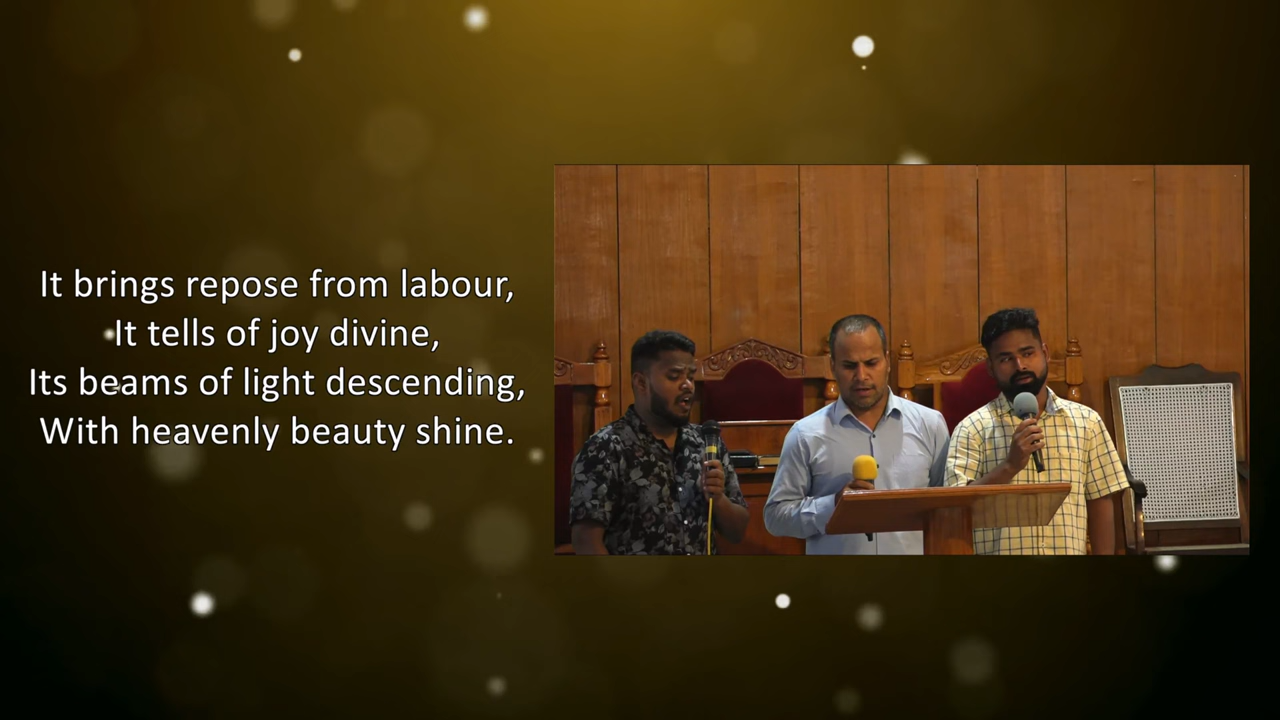 It brings repose from labour,
It tells of joy divine,
Its beams of light descending,
With heavenly beauty shine.